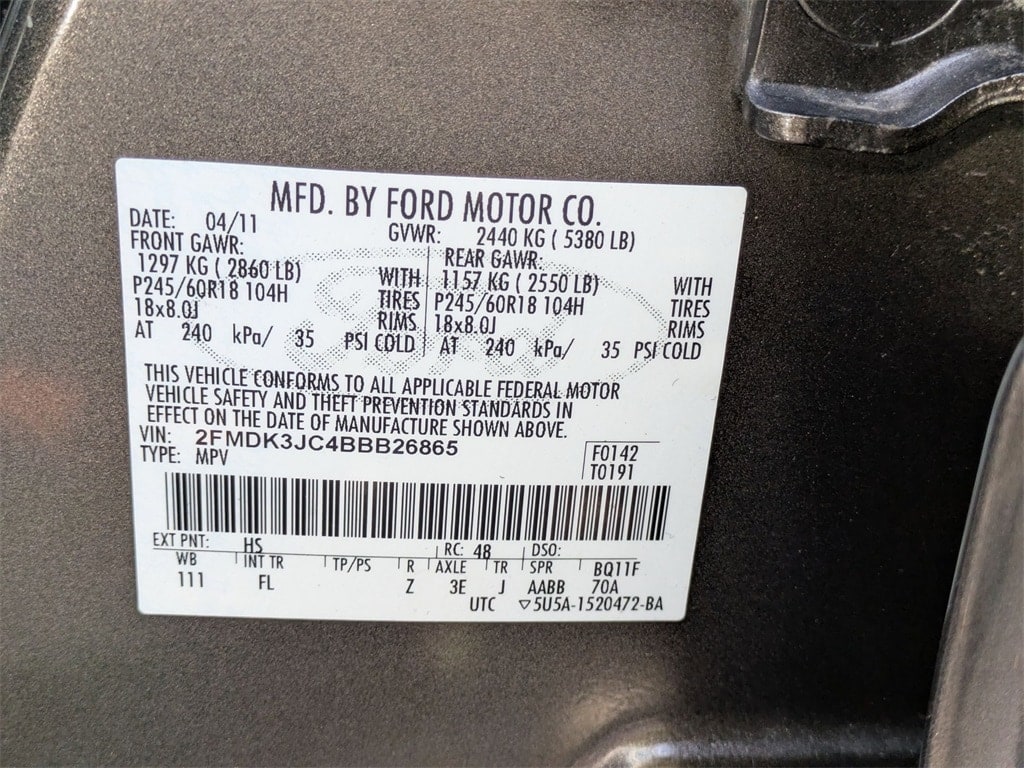 MFD. BY FORD MOTOR CO.
DATE: 04/11 GVWR: 2440 KG ( 5380 LB)
FRONT GAWR: REAR GAWR:
1297 KG ( 2860 LB) WITH 1157 KG ( 2550 LB) WITH
P245/60R18 104H TIRES P245/60R18 104H TIRES
18x8.0J RIMS 18x8.0J RIMS
AT 240 kPa/ 35 PSI COLD AT 240 kPa/ 35 PSI COLD
THIS VEHICLE CONFORMS TO ALL APPLICABLE FEDERAL MOTOR
VEHICLE SAFETY AND THEFT PREVENTION STANDARDS IN
EFFECT ON THE DATE OF MANUFACTURE SHOWN ABOVE.
VIN: 2FMDK3JC4BBB26865 F0142
TYPE: MPV T0191
EXT PNT: HS RC: 48 DSO:
WB INT TR TP/PS R AXLE TR SPR BQ11F
111 FL Z 3E J AABB 70A
UTC ▽5U5A-1520472-BA